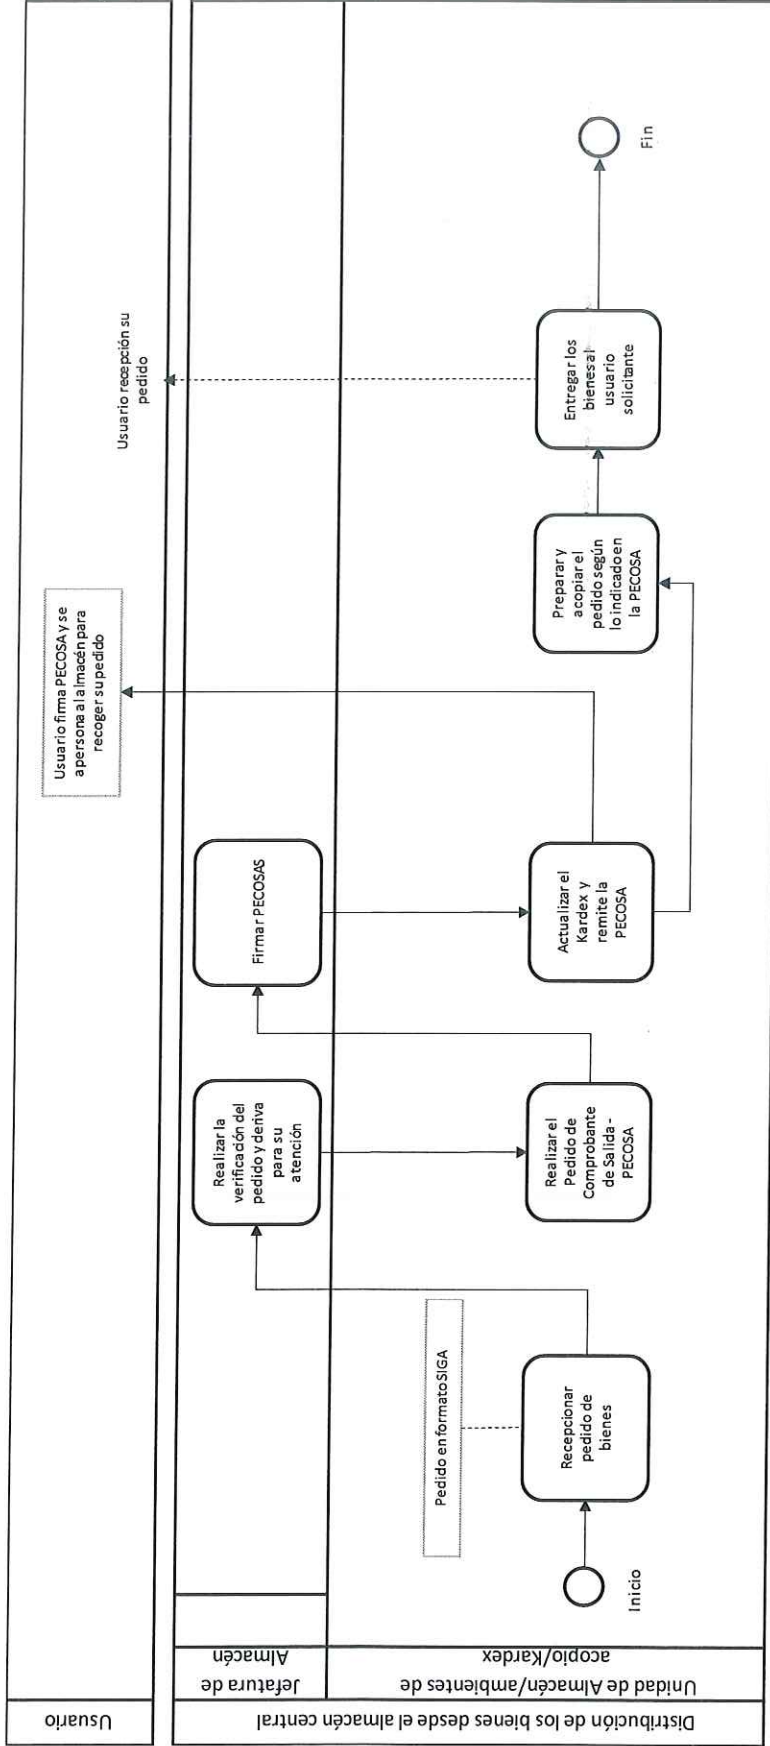 Usuario
Usuario firma PECOSA y se
apersona al almacén para
recoger su pedido
Usuario recepción su
pedido
Distribución de los bienes desde el almacén central
Jefatura de
Almacén
Realizar la
verificación del
pedido y deriva
para su
atención
Firmar PECOSAS
Unidad de Almacén/ambientes de
acopio/Kardex
Inicio
Pedido en formato SIGA
Recepcionar
pedido de
bienes
Realizar el
Pedido de
Comprobante
de Salida -
PECOSA
Actualizar el
Kardex y
remite la
PECOSA
Preparar y
acopiar el
pedido según
lo indicado en
la PECOSA
Entregar los
bienes al
usuario
solicitante
Fin